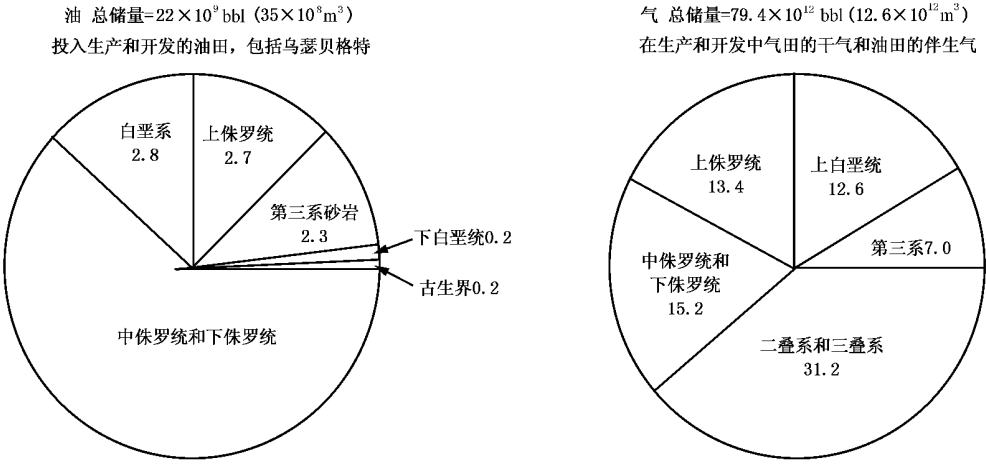 油 总储量=22×10⁹bbl(35×10⁸m³)
投入生产和开发的油田，包括乌瑟贝格特
白垩系
2.8
上侏罗统
2.7
第三系砂岩
2.3
下白垩统0.2
古生界0.2
中侏罗统和下侏罗统
气 总储量=79.4×10¹² bbl(12.6×10¹²m³)
在生产和开发中气田的干气和油田的伴生气
上侏罗统
13.4
上白垩统
12.6
第三系7.0
中侏罗统和
下侏罗统
15.2
二叠系和三叠系
31.2